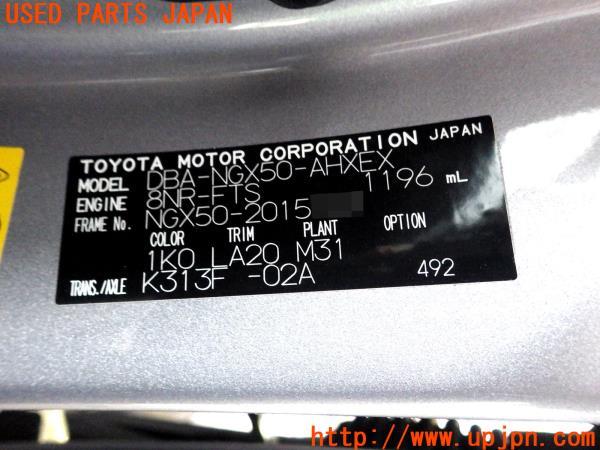 USED PARTS JAPAN
TOYOTA MOTOR CORPORATION JAPAN
MODEL DBA-NGX50-AHXEX
ENGINE 8NR-FTS 1196 mL
FRAME No. NGX50-2015
COLOR TRIM PLANT OPTION
1K0 LA20 M31
TRANS./AXLE K313F -02A 492
UPJ http://www.upjpn.com